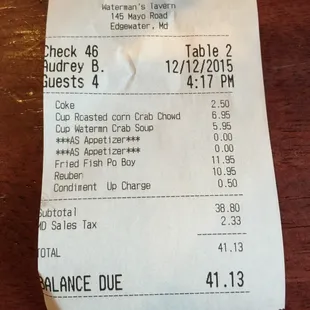 Waterman's Tavern
145 Mayo Road
Edgewater, Md
Check 46 Table 2
Audrey B. 12/12/2015
Guests 4 4:17 PM
Coke 2.50
Cup Roasted corn Crab Chowd 6.95
Cup Watermn Crab Soup 5.95
***AS Appetizer*** 0.00
***AS Appetizer*** 0.00
Fried Fish Po Boy 11.95
Reuben 10.95
Condiment Up Charge 0.50
Subtotal 38.80
MD Sales Tax 2.33
TOTAL 41.13
BALANCE DUE 41.13